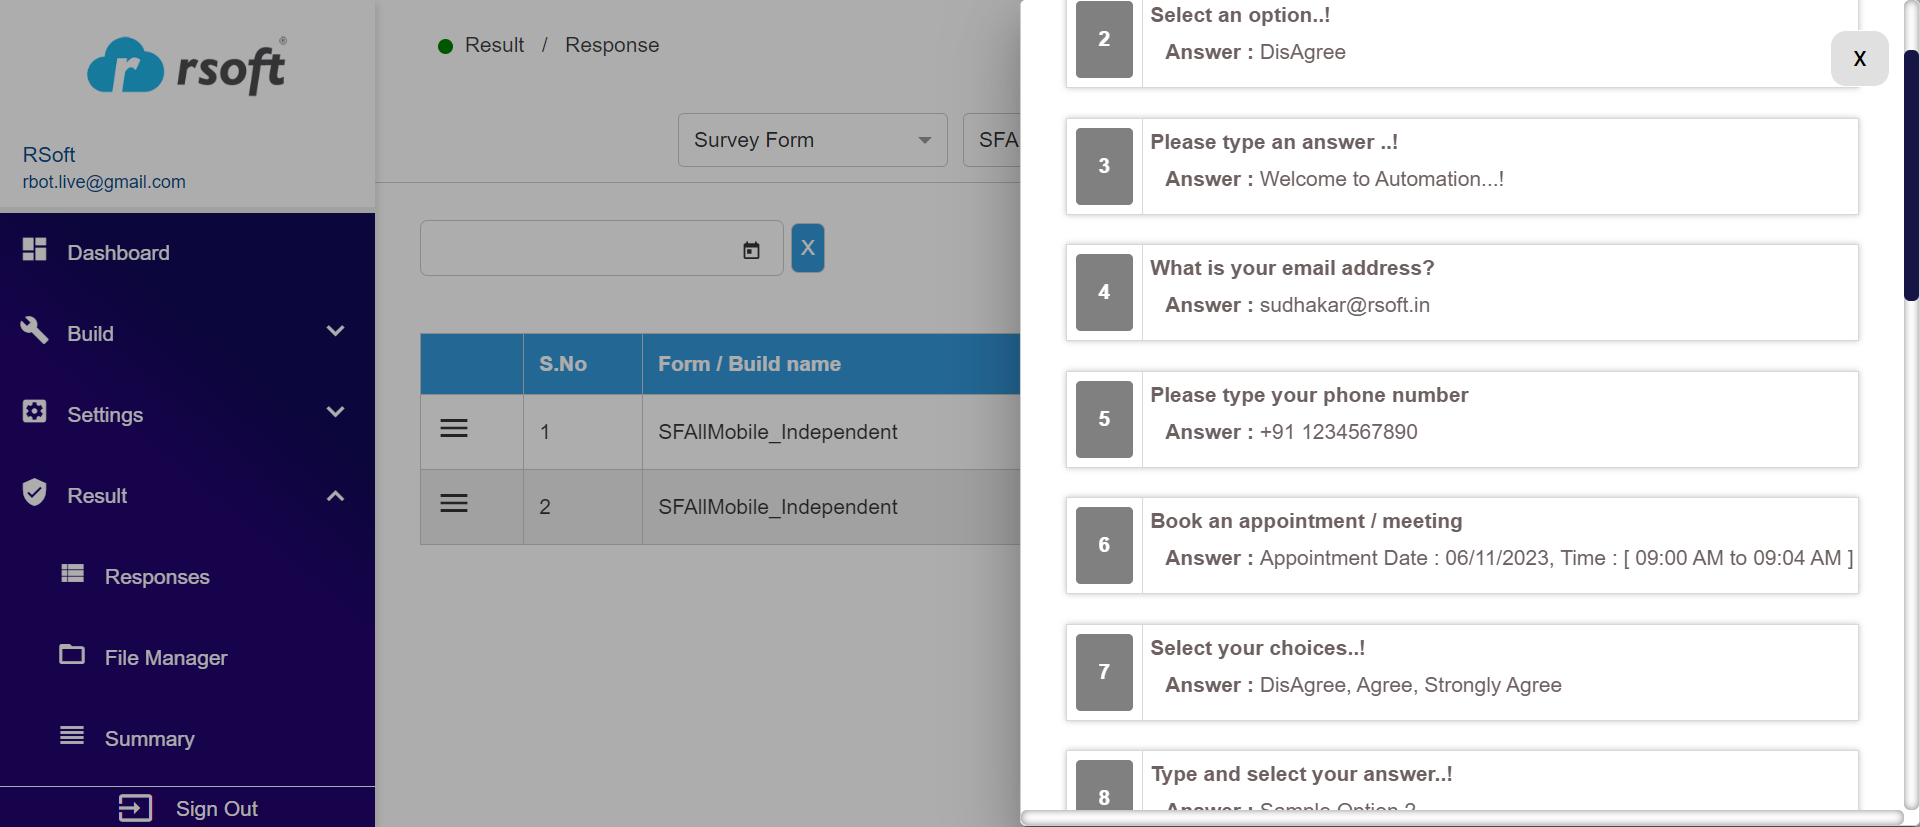 rsoft®
RSoft
rbot.live@gmail.com
Dashboard
Build
Settings
Result
Responses
File Manager
Summary
Sign Out
Result / Response
Survey Form
SFA
X
S.No
Form / Build name
1
SFAllMobile_Independent
2
SFAllMobile_Independent
X
2
Select an option..!
Answer : DisAgree
3
Please type an answer ..!
Answer : Welcome to Automation...!
4
What is your email address?
Answer : sudhakar@rsoft.in
5
Please type your phone number
Answer : +91 1234567890
6
Book an appointment / meeting
Answer : Appointment Date : 06/11/2023, Time : [ 09:00 AM to 09:04 AM ]
7
Select your choices..!
Answer : DisAgree, Agree, Strongly Agree
8
Type and select your answer..!
Answer : Sample Option 2